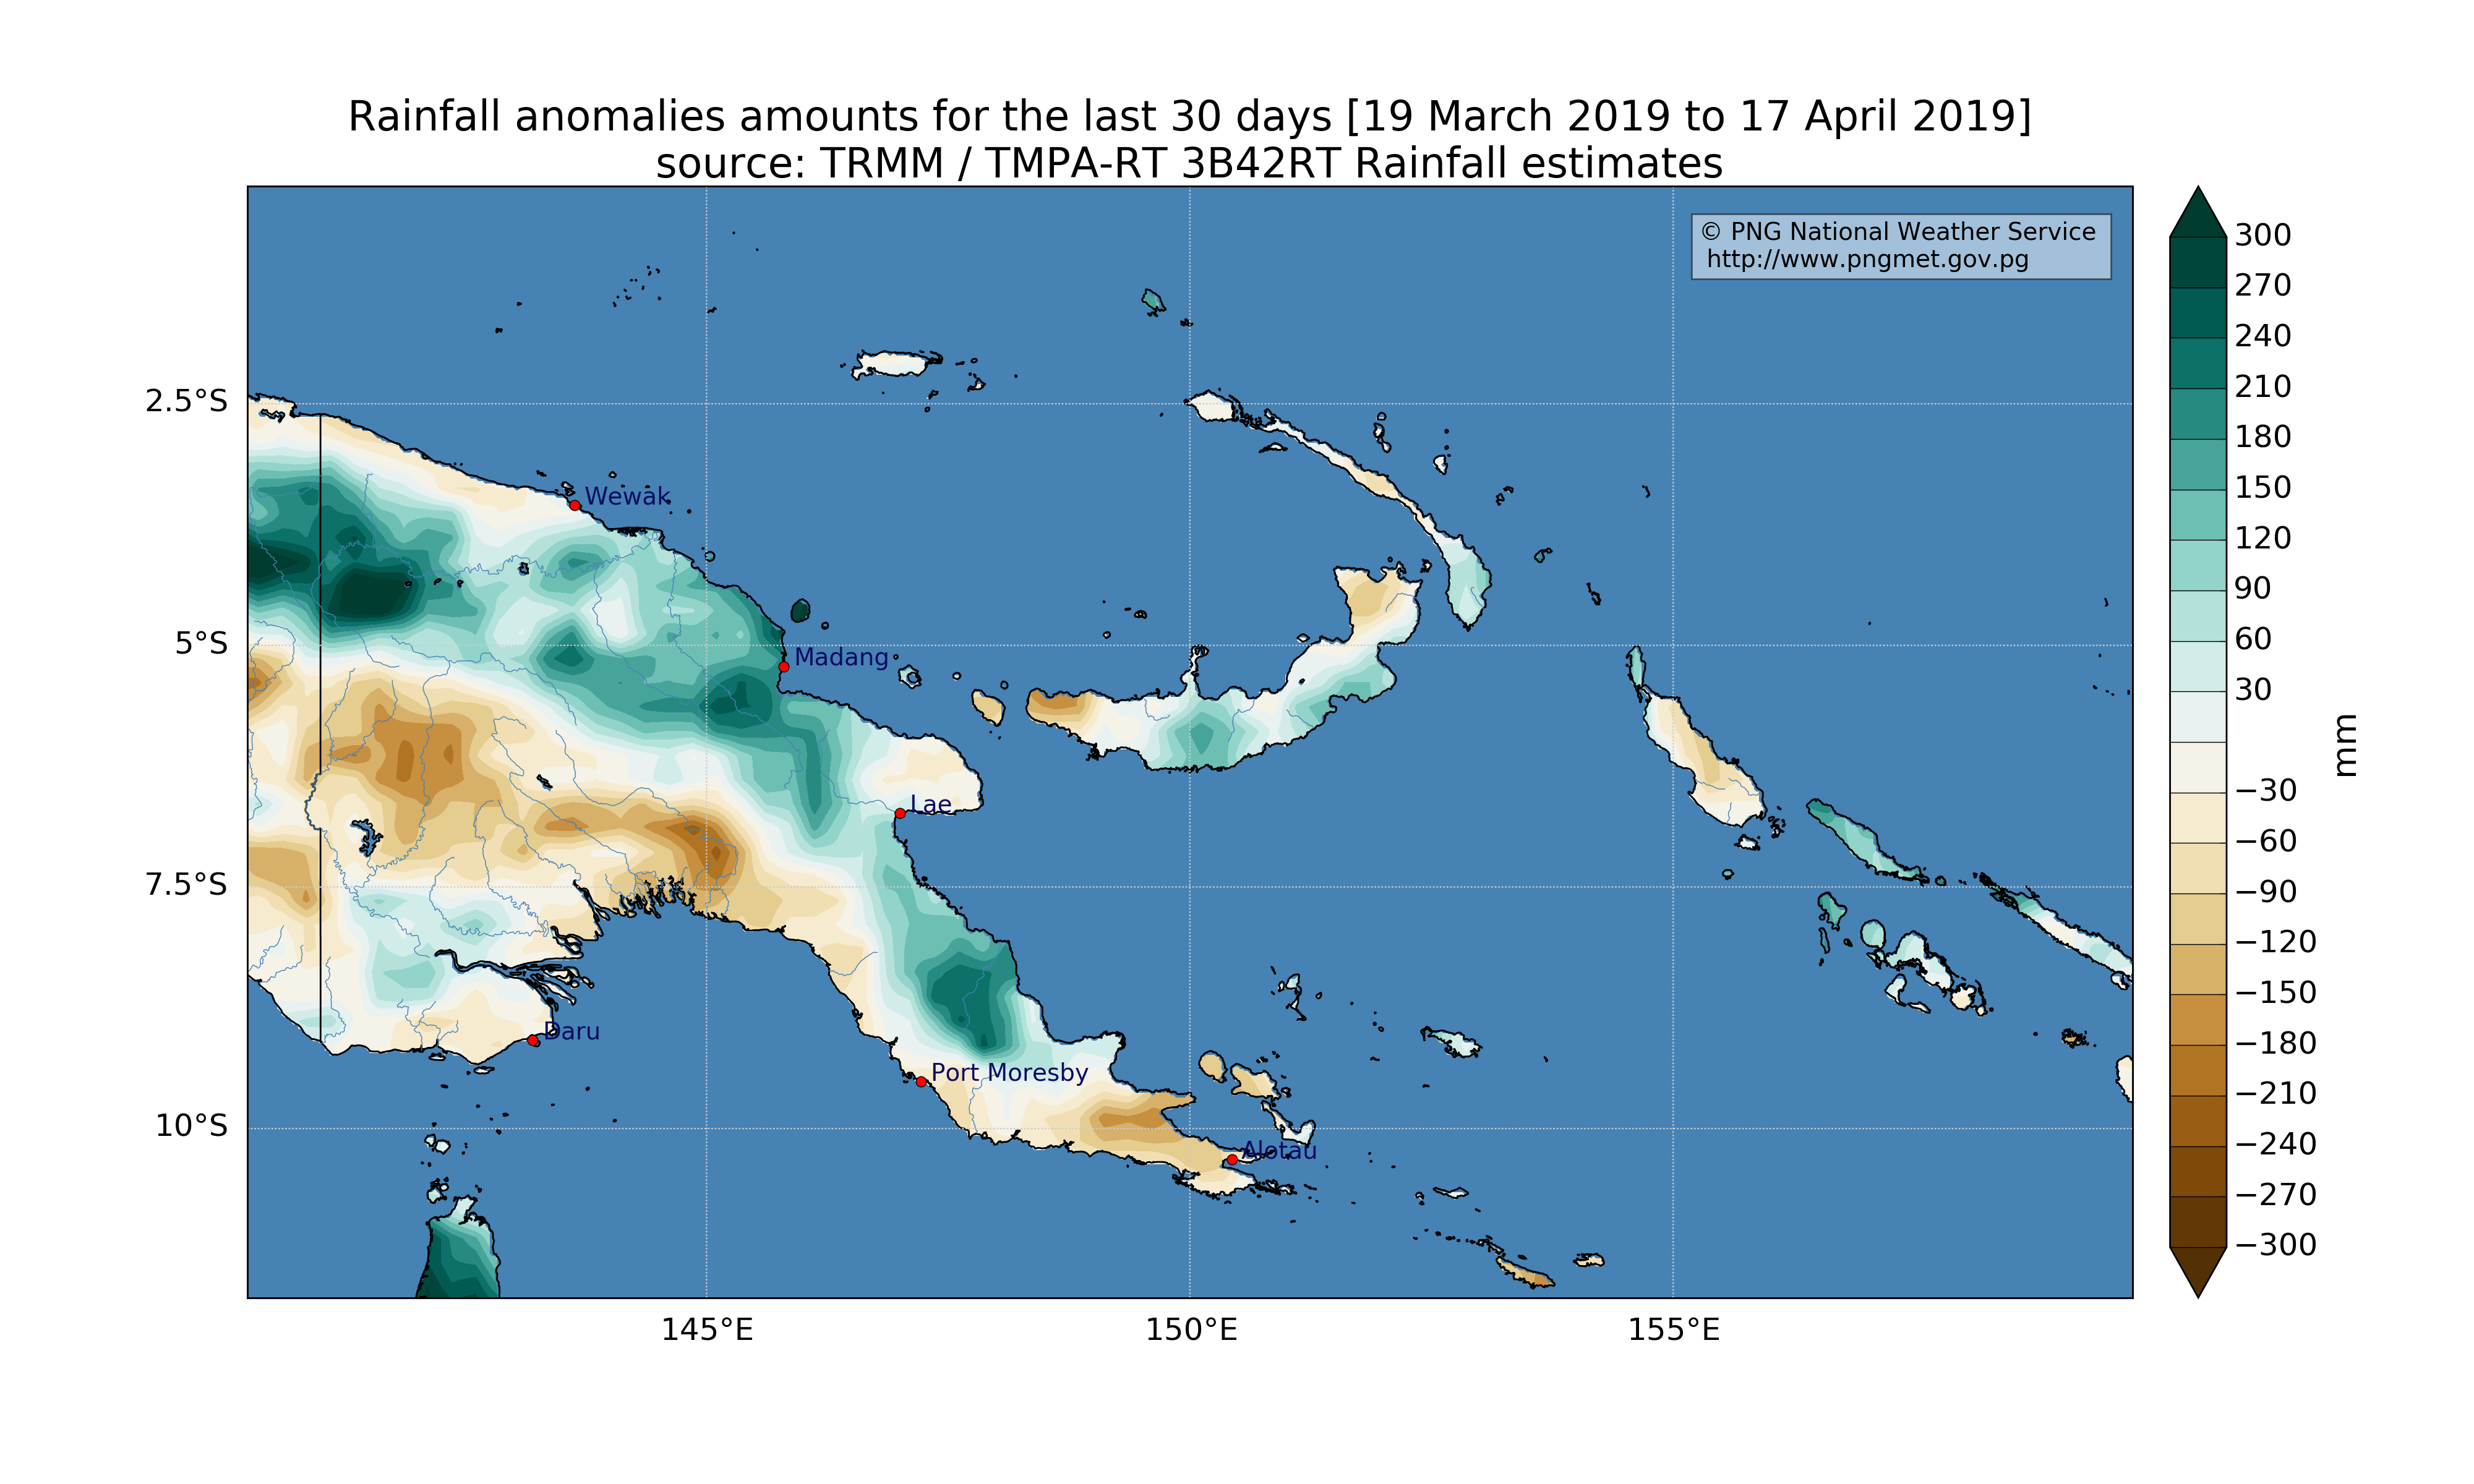 Rainfall anomalies amounts for the last 30 days [19 March 2019 to 17 April 2019]
source: TRMM / TMPA-RT 3B42RT Rainfall estimates
© PNG National Weather Service
http://www.pngmet.gov.pg
2.5°S
5°S
7.5°S
10°S
145°E
150°E
155°E
Wewak
Madang
Lae
Daru
Port Moresby
Alotau
300
270
240
210
180
150
120
90
60
30
−30
−60
−90
−120
−150
−180
−210
−240
−270
−300
mm